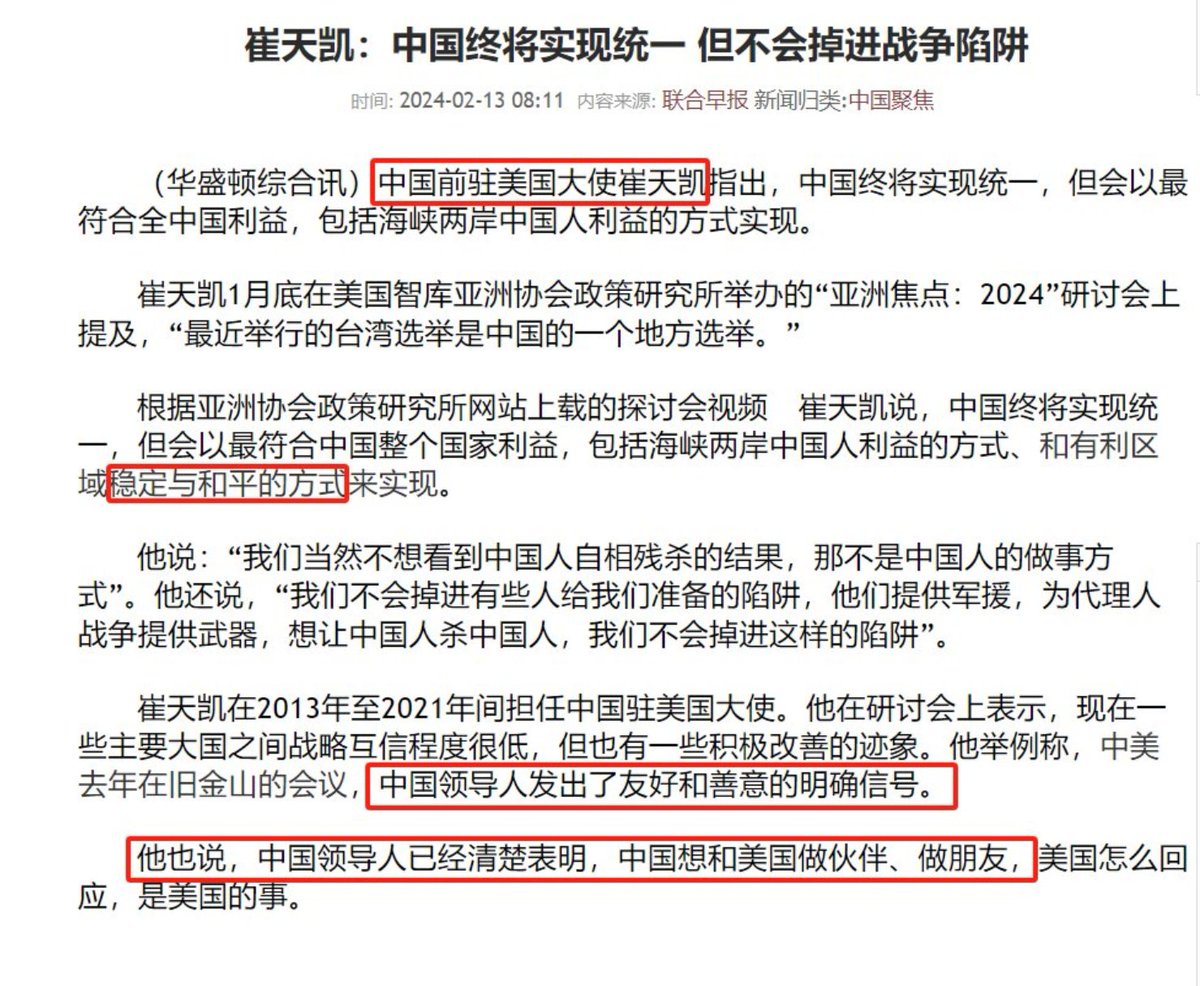 崔天凯：中国终将实现统一 但不会掉进战争陷阱
时间: 2024-02-13 08:11 内容来源: 联合早报 新闻归类:中国聚焦
（华盛顿综合讯）中国前驻美国大使崔天凯指出，中国终将实现统一，但会以最
符合全中国利益，包括海峡两岸中国人利益的方式实现。
崔天凯1月底在美国智库亚洲协会政策研究所举办的“亚洲焦点：2024”研讨会上
提及，“最近举行的台湾选举是中国的一个地方选举。”
根据亚洲协会政策研究所网站上载的探讨会视频　崔天凯说，中国终将实现统
一，但会以最符合中国整个国家利益，包括海峡两岸中国人利益的方式、和有利区
域稳定与和平的方式来实现。
他说：“我们当然不想看到中国人自相残杀的结果，那不是中国人的做事方
式”。他还说，“我们不会掉进有些人给我们准备的陷阱，他们提供军援，为代理人
战争提供武器，想让中国人杀中国人，我们不会掉进这样的陷阱”。
崔天凯在2013年至2021年间担任中国驻美国大使。他在研讨会上表示，现在一
些主要大国之间战略互信程度很低，但也有一些积极改善的迹象。他举例称，中美
去年在旧金山的会议，中国领导人发出了友好和善意的明确信号。
他也说，中国领导人已经清楚表明，中国想和美国做伙伴、做朋友，美国怎么回
应，是美国的事。